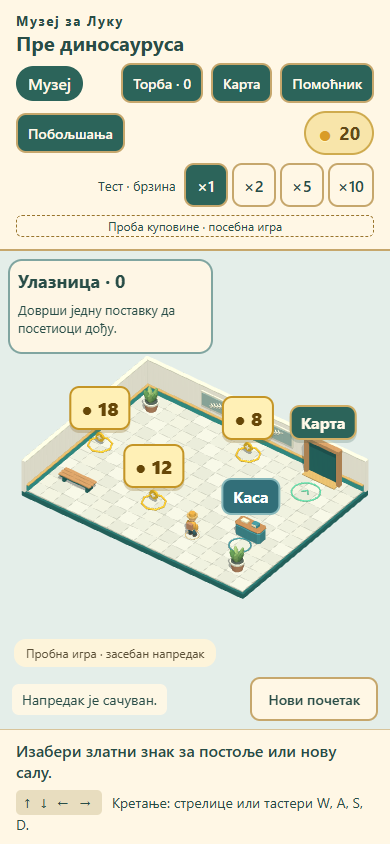 Музеј за Луку
Пре диносауруса
Музеј
Торба · 0
Карта
Помоћник
Побољшања
20
Тест · брзина
×1
×2
×5
×10
Проба куповине · посебна игра
Улазница · 0
Доврши једну поставку да
посетиоци дођу.
18
8
Карта
12
Каса
Пробна игра · засебан напредак
Напредак је сачуван.
Нови почетак
Изабери златни знак за постоље или нову
салу.
↑ ↓ ← → Кретање: стрелице или тастери W, A, S,
D.